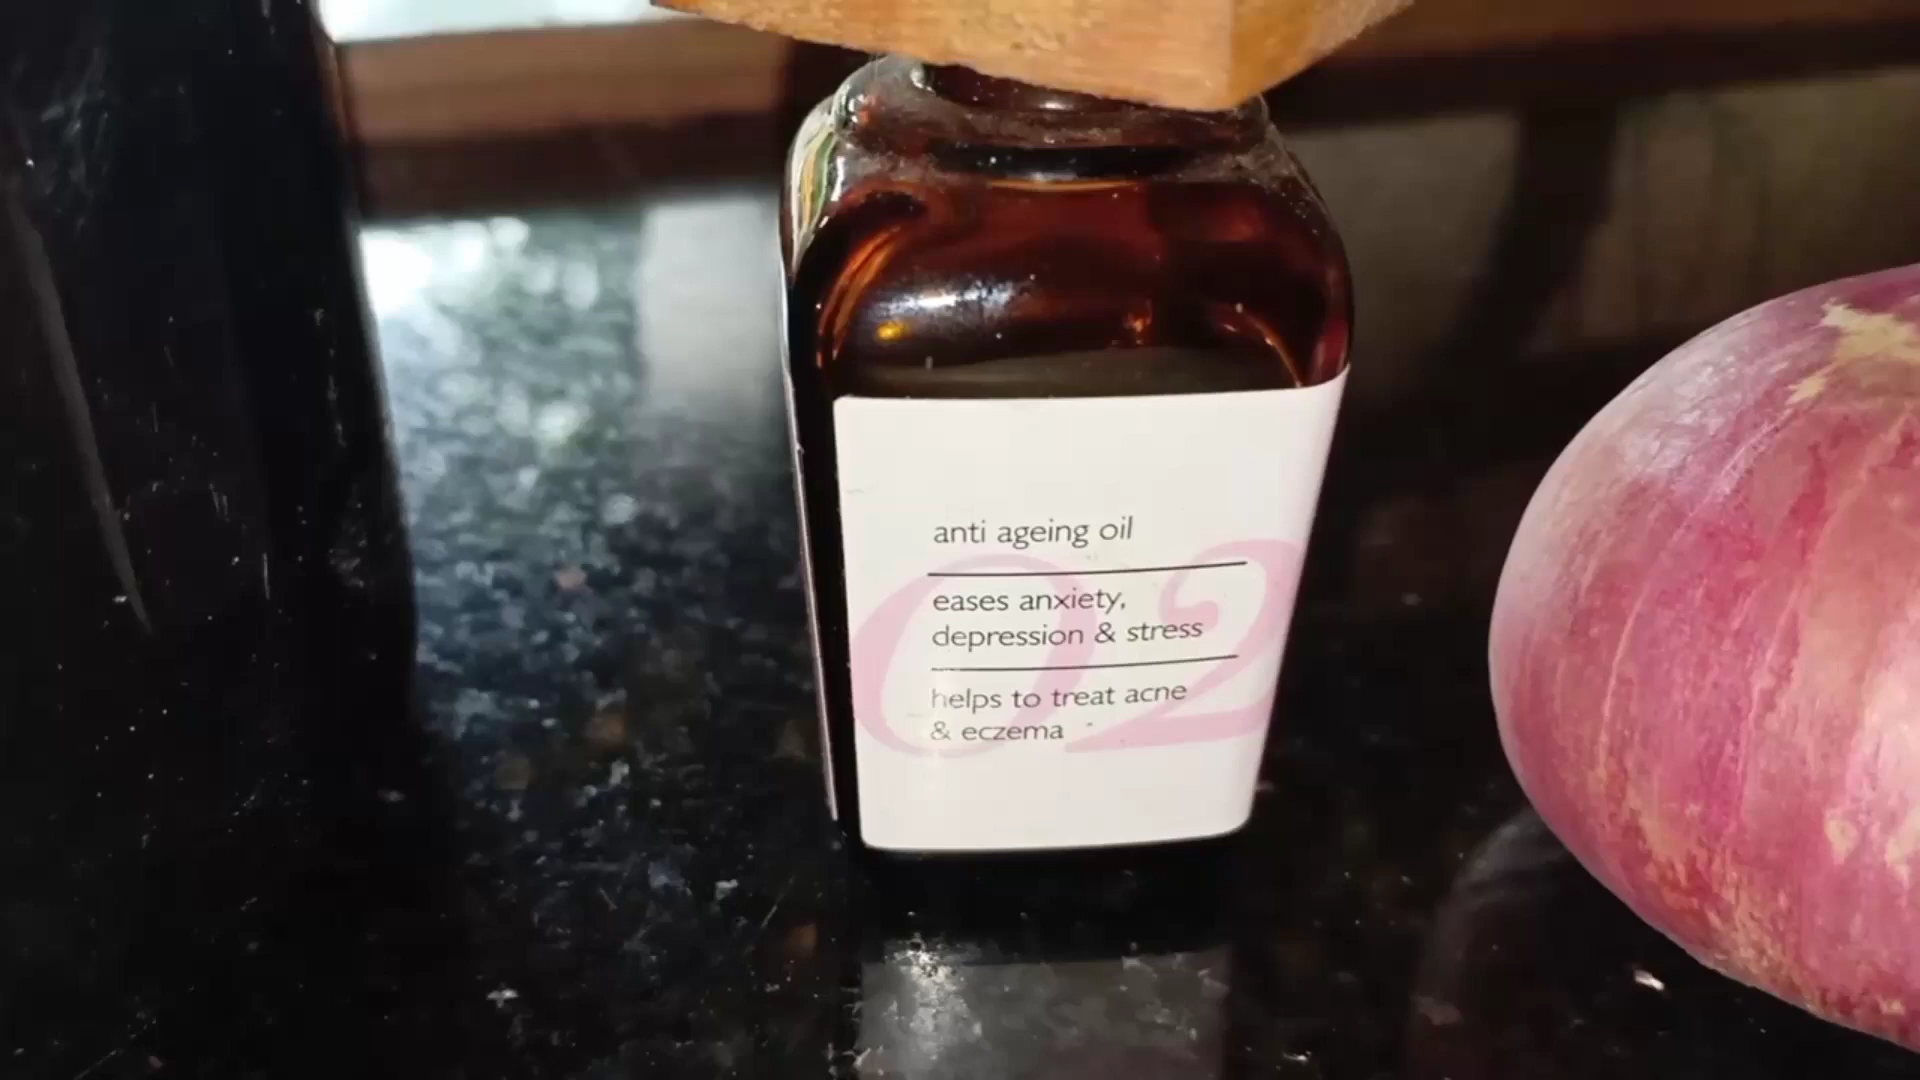 anti ageing oil
eases anxiety,
depression & stress
helps to treat acne
& eczema
02